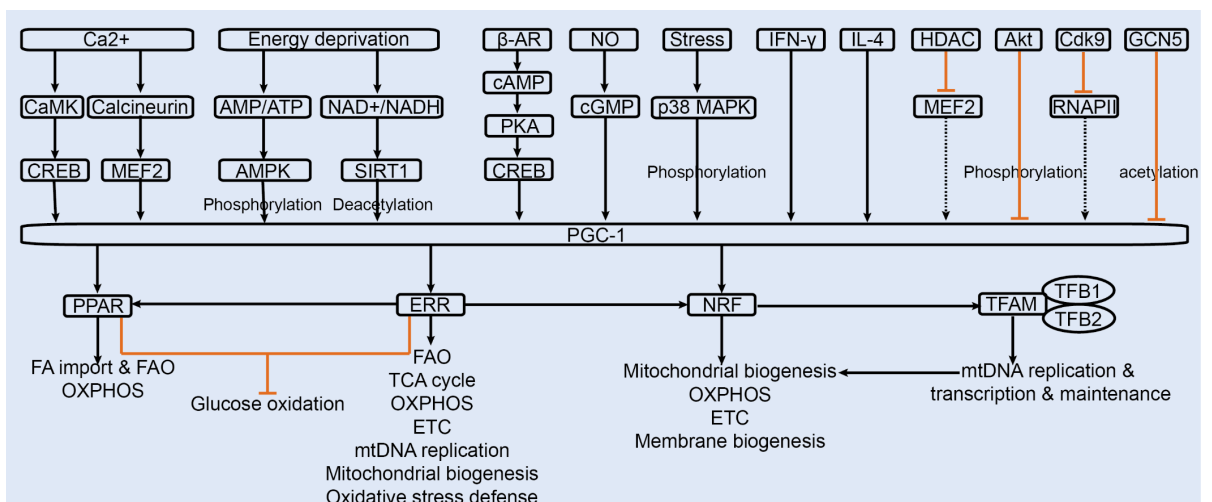 Ca2+
Energy deprivation
β-AR
NO
Stress
IFN-γ
IL-4
HDAC
Akt
Cdk9
GCN5
cAMP
CaMK
Calcineurin
AMP/ATP
NAD+/NADH
cGMP
p38 MAPK
MEF2
RNAPII
PKA
CREB
MEF2
AMPK
SIRT1
CREB
Phosphorylation
Phosphorylation
acetylation
Phosphorylation
Deacetylation
PGC-1
PPAR
ERR
NRF
TFAM
TFB1
TFB2
FA import & FAO
OXPHOS
Glucose oxidation
FAO
TCA cycle
OXPHOS
ETC
mtDNA replication
Mitochondrial biogenesis
Oxidative stress defense
Mitochondrial biogenesis
OXPHOS
ETC
Membrane biogenesis
mtDNA replication &
transcription & maintenance